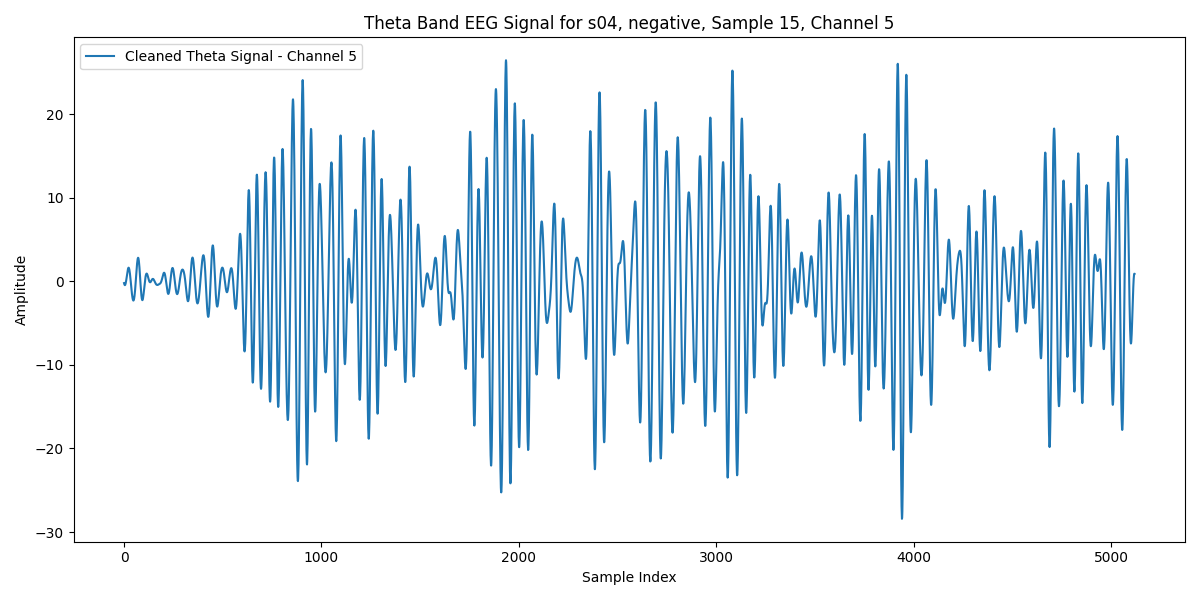 Theta Band EEG Signal for s04, negative, Sample 15, Channel 5
Cleaned Theta Signal - Channel 5
Amplitude
20
10
0
−10
−20
−30
0 1000 2000 3000 4000 5000
Sample Index